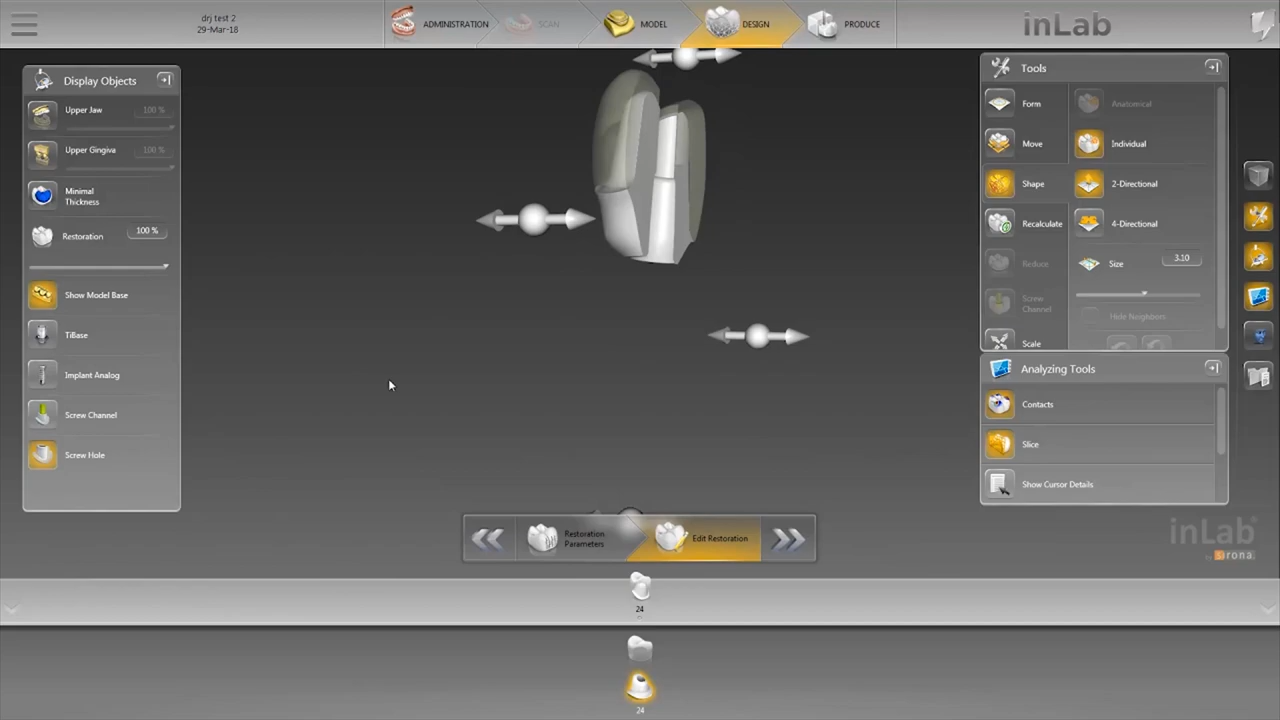 drj test 2
29-Mar-18
ADMINISTRATION
SCAN
MODEL
DESIGN
PRODUCE
inLab
Display Objects
Upper Jaw
100 %
Upper Gingiva
100 %
Minimal
Thickness
Restoration
100 %
Show Model Base
TiBase
Implant Analog
Screw Channel
Screw Hole
Tools
Form
Anatomical
Move
Individual
Shape
2-Directional
Recalculate
4-Directional
Reduce
Size
3.10
Screw
Channel
Hide Neighbors
Scale
Analyzing Tools
Contacts
Slice
Show Cursor Details
Restoration
Parameters
Edit Restoration
inLab
by sirona.
24
24